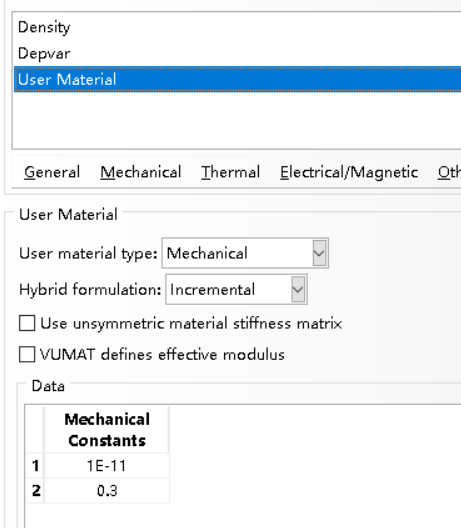 Density
Depvar
User Material
General Mechanical Thermal Electrical/Magnetic Oth
User Material
User material type: Mechanical
Hybrid formulation: Incremental
Use unsymmetric material stiffness matrix
VUMAT defines effective modulus
Data
Mechanical
Constants
1 1E-11
2 0.3